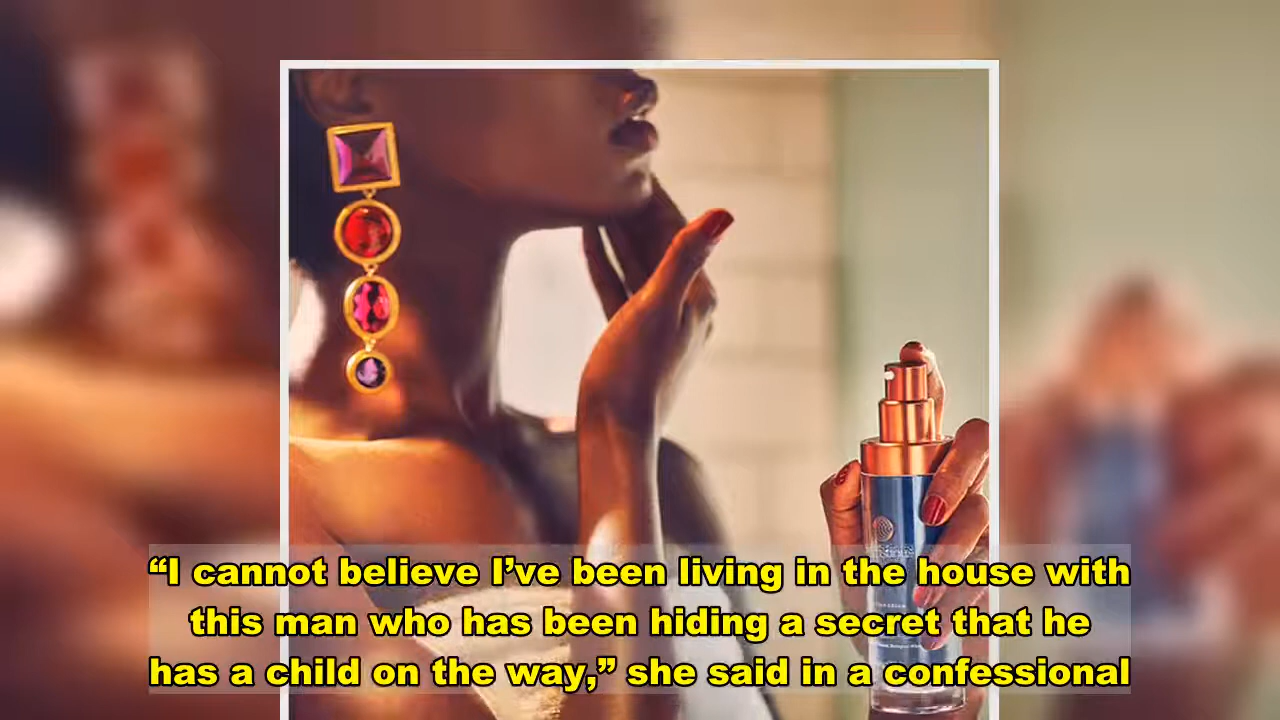 “I cannot believe I’ve been living in the house with
this man who has been hiding a secret that he
has a child on the way,” she said in a confessional